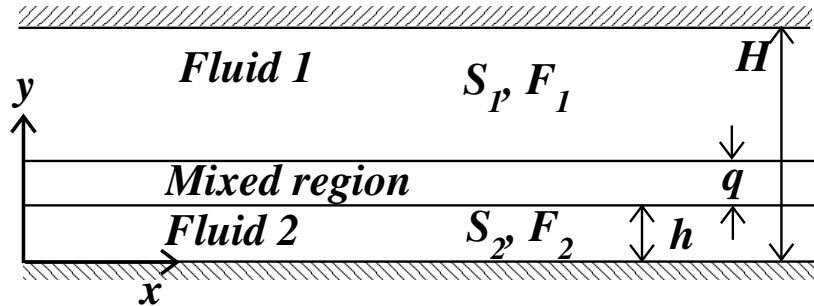 Fluid 1
S1, F1
H
y
Mixed region
q
Fluid 2
S2, F2
h
x